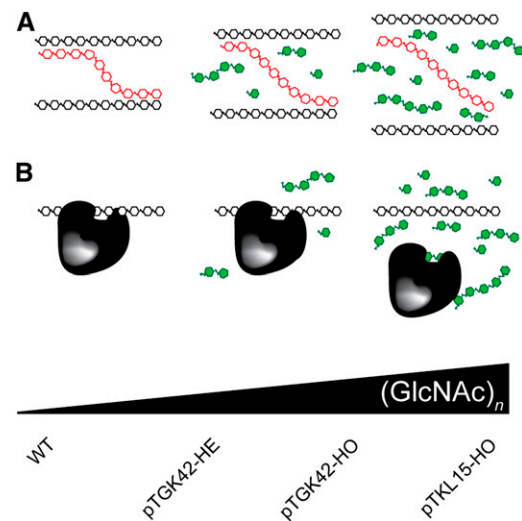 A
B
(GlcNAc)n
WT
pTGK42-HE
pTGK42-HO
pTKL15-HO